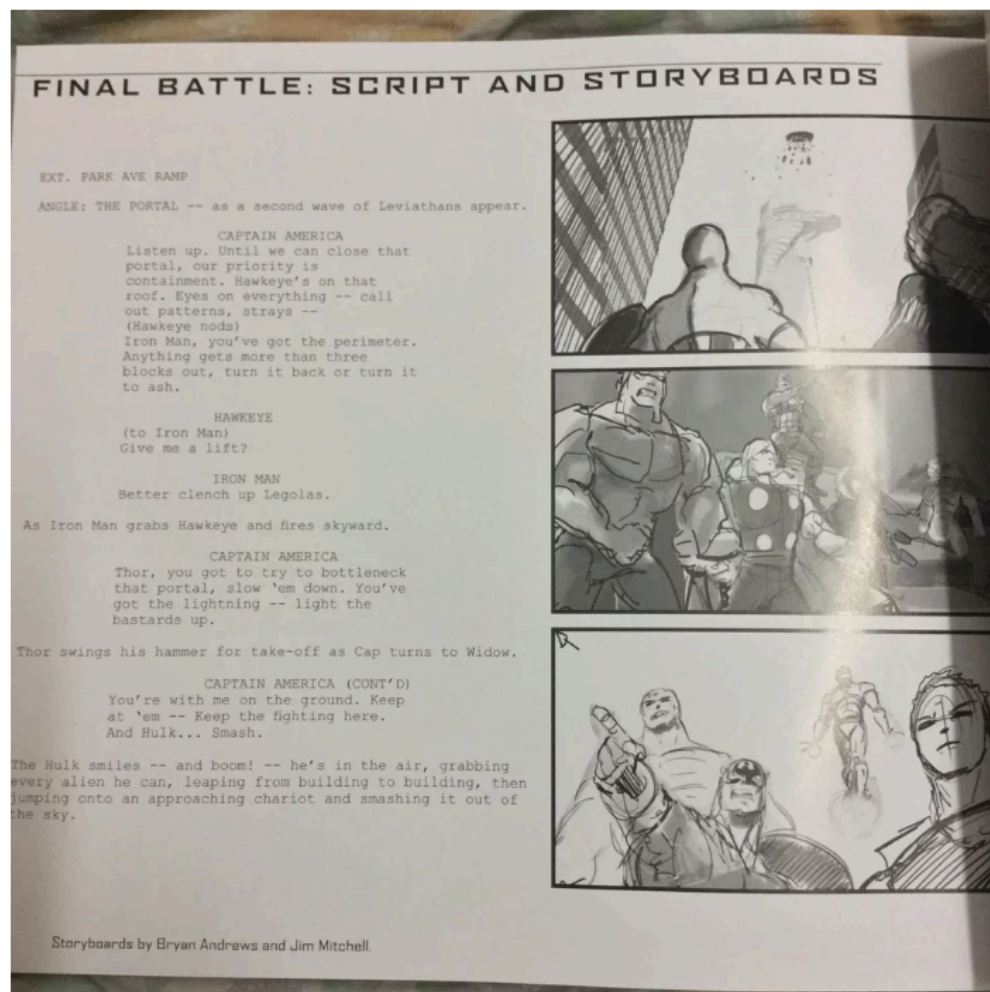 FINAL BATTLE: SCRIPT AND STORYBOARDS
EXT. PARK AVE RAMP
ANGLE: THE PORTAL -- as a second wave of Leviathans appear.
CAPTAIN AMERICA
Listen up. Until we can close that
portal, our priority is
containment. Hawkeye's on that
roof. Eyes on everything -- call
out patterns, strays --
(Hawkeye nods)
Iron Man, you've got the perimeter.
Anything gets more than three
blocks out, turn it back or turn it
to ash.
HAWKEYE
(to Iron Man)
Give me a lift?
IRON MAN
Better clench up Legolas.
As Iron Man grabs Hawkeye and fires skyward.
CAPTAIN AMERICA
Thor, you got to try to bottleneck
that portal, slow 'em down. You've
got the lightning -- light the
bastards up.
Thor swings his hammer for take-off as Cap turns to Widow.
CAPTAIN AMERICA (CONT'D)
You're with me on the ground. Keep
at 'em -- Keep the fighting here.
And Hulk... Smash.
The Hulk smiles -- and boom! -- he's in the air, grabbing
every alien he can, leaping from building to building, then
jumping onto an approaching chariot and smashing it out of
the sky.
Storyboards by Bryan Andrews and Jim Mitchell.